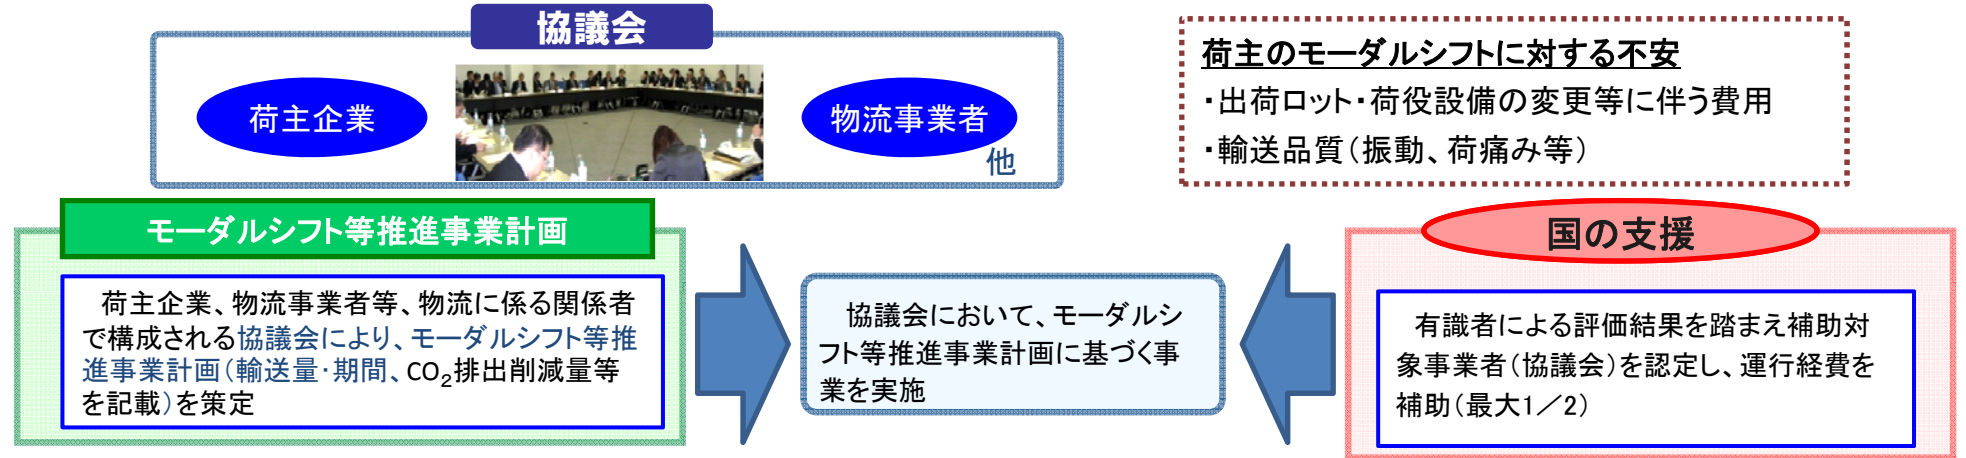 協議会
荷主企業
物流事業者
他
荷主のモーダルシフトに対する不安
・出荷ロット・荷役設備の変更等に伴う費用
・輸送品質（振動、荷痛み等）
モーダルシフト等推進事業計画
荷主企業、物流事業者等、物流に係る関係者
で構成される協議会により、モーダルシフト等推
進事業計画（輸送量・期間、CO₂排出削減量等
を記載）を策定
協議会において、モーダルシ
フト等推進事業計画に基づく事
業を実施
国の支援
有識者による評価結果を踏まえ補助対
象事業者（協議会）を認定し、運行経費を
補助（最大1／2）